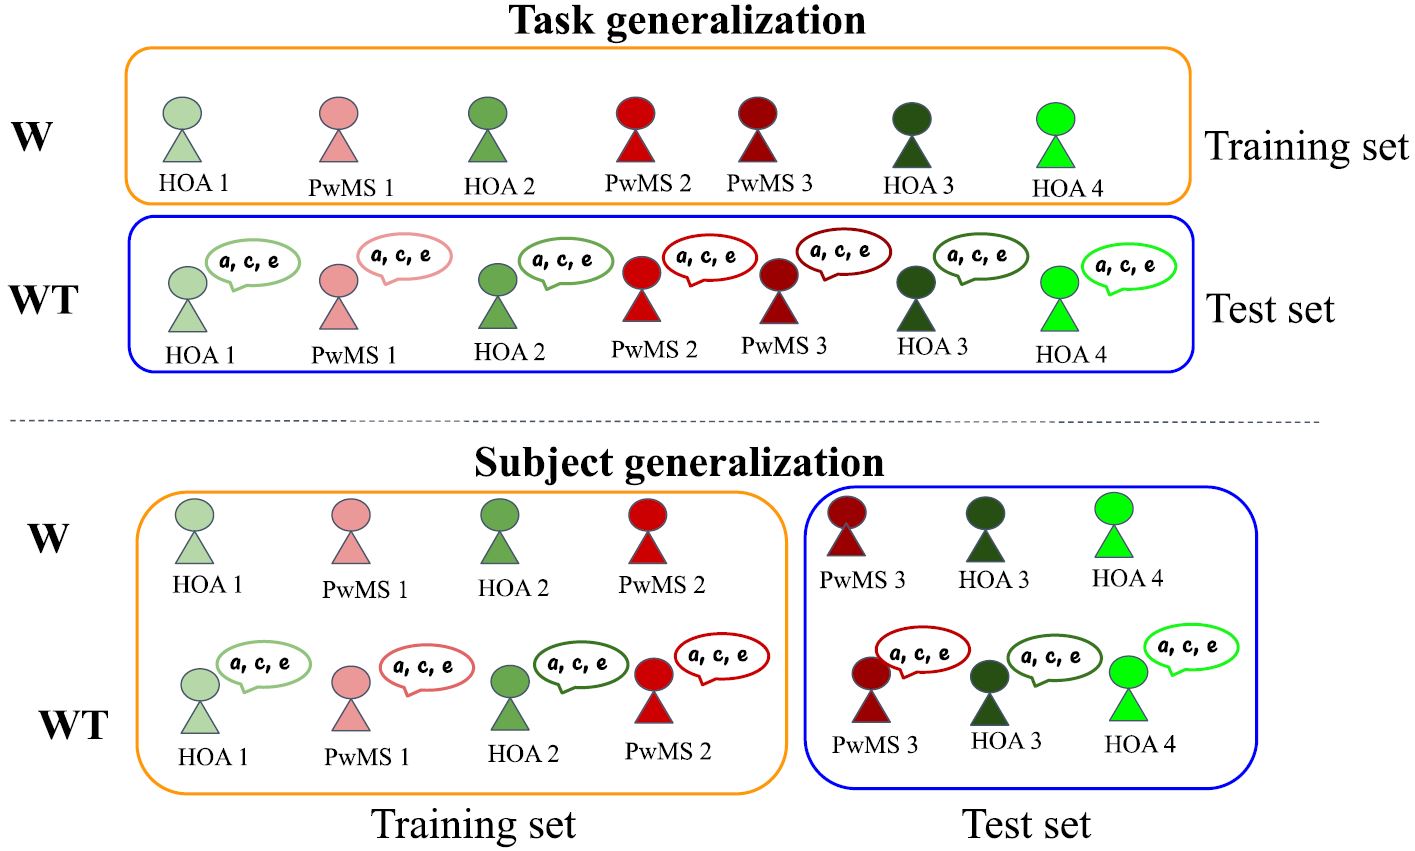 Task generalization
W
HOA 1 PwMS 1 HOA 2 PwMS 2 PwMS 3 HOA 3 HOA 4
Training set
a, c, e a, c, e a, c, e a, c, e a, c, e a, c, e a, c, e
WT
HOA 1 PwMS 1 HOA 2 PwMS 2 PwMS 3 HOA 3 HOA 4
Test set
Subject generalization
W
HOA 1 PwMS 1 HOA 2 PwMS 2 PwMS 3 HOA 3 HOA 4
a, c, e a, c, e a, c, e a, c, e a, c, e a, c, e a, c, e
WT
HOA 1 PwMS 1 HOA 2 PwMS 2 PwMS 3 HOA 3 HOA 4
Training set Test set